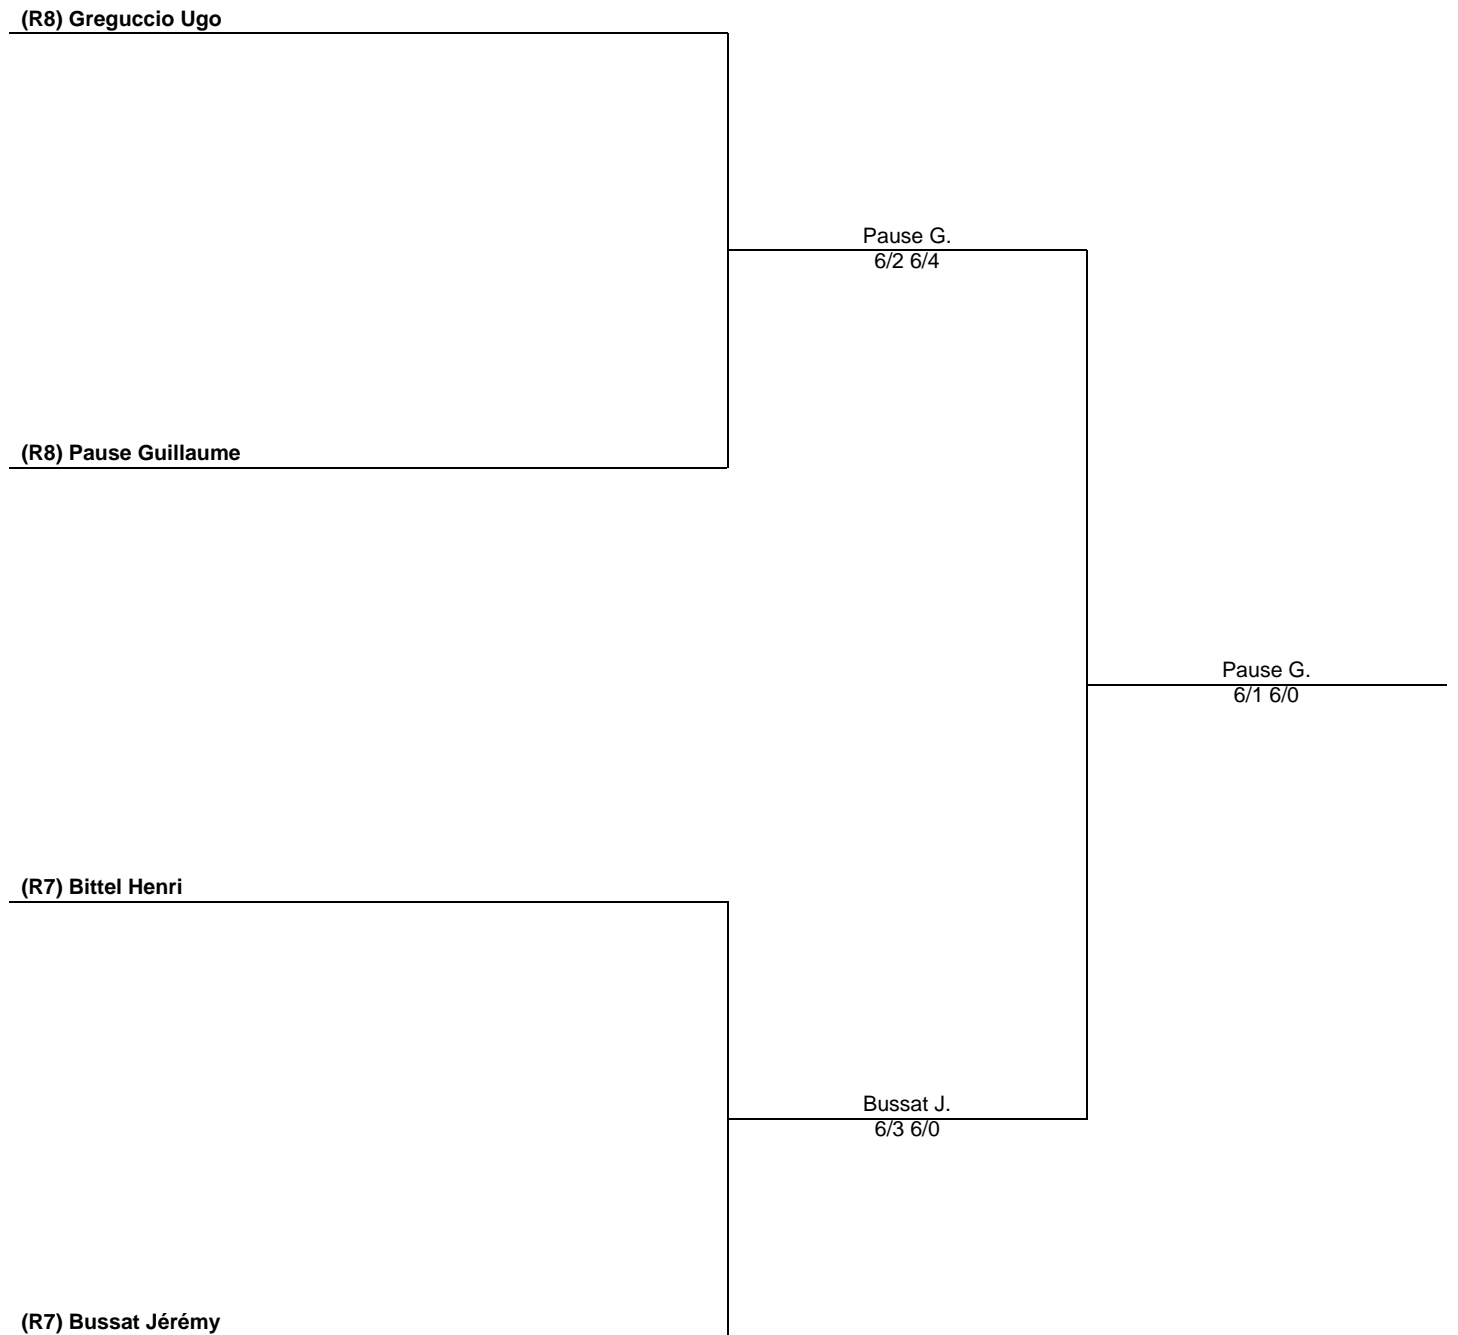 (R8) Greguccio Ugo
Pause G.
6/2 6/4
(R8) Pause Guillaume
Pause G.
6/1 6/0
(R7) Bittel Henri
Bussat J.
6/3 6/0
(R7) Bussat Jérémy